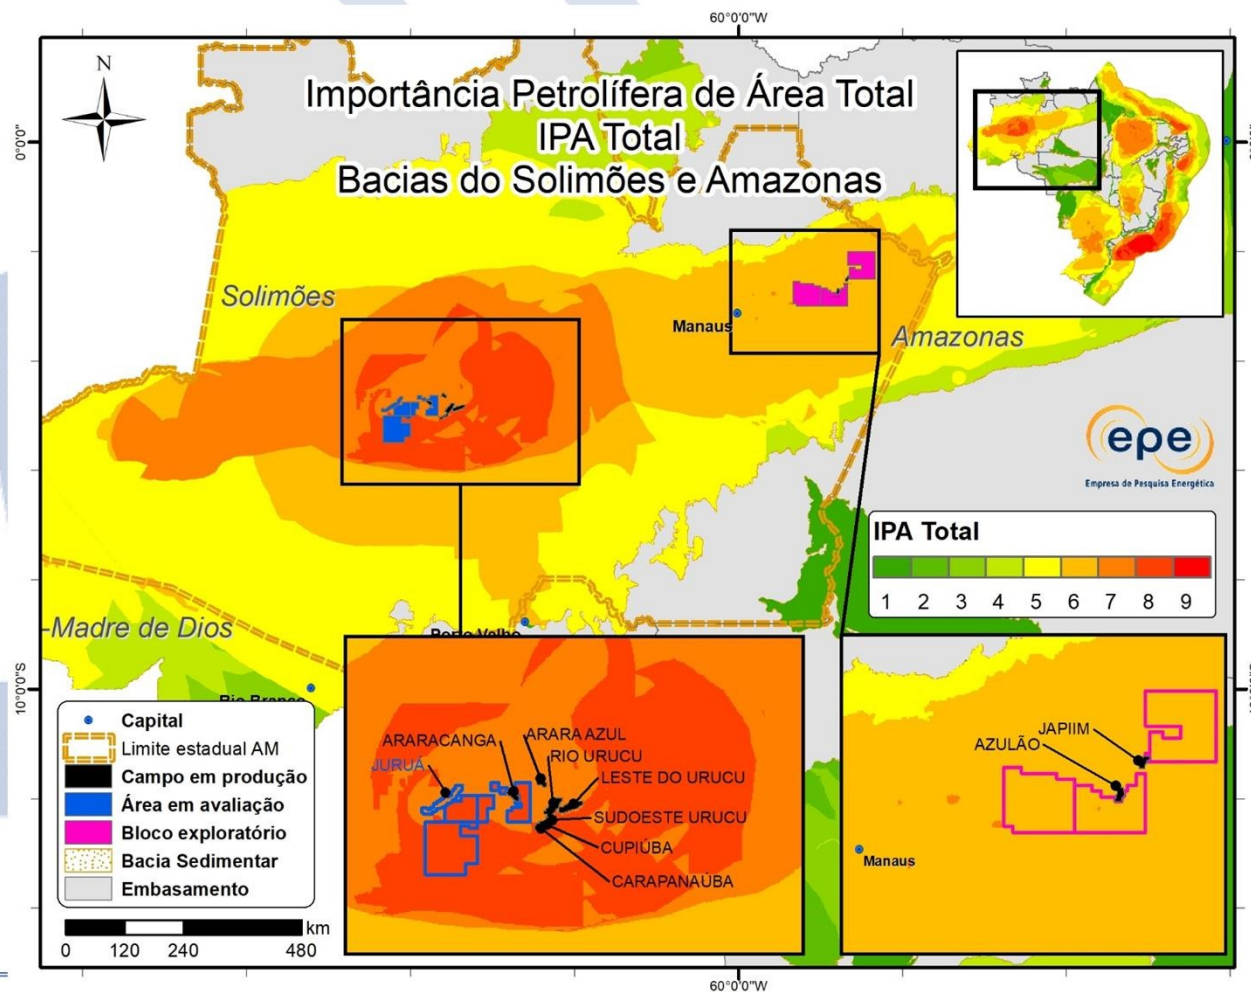 60°0'0"W
N
Importância Petrolífera de Área Total
IPA Total
Bacias do Solimões e Amazonas
0°0'0"
Solimões
Manaus
Amazonas
epe
Empresa de Pesquisa Energética
IPA Total
1 2 3 4 5 6 7 8 9
-Madre de Dios
Porto Velho
Rio Branco
10°0'0"S
Capital
Limite estadual AM
Campo em produção
Área em avaliação
Bloco exploratório
Bacia Sedimentar
Embasamento
km
0 120 240 480
ARARA AZUL
ARARACANGA
RIO URUCU
JURUÁ
LESTE DO URUCU
SUDOESTE URUCU
CUPIÚBA
CARAPANAÚBA
JAPIIM
AZULÃO
Manaus
60°0'0"W